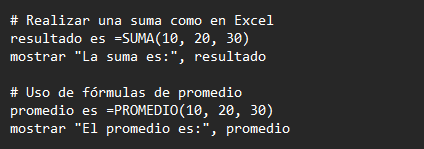 # Realizar una suma como en Excel
resultado es =SUMA(10, 20, 30)
mostrar "La suma es:", resultado
# Uso de fórmulas de promedio
promedio es =PROMEDIO(10, 20, 30)
mostrar "El promedio es:", promedio